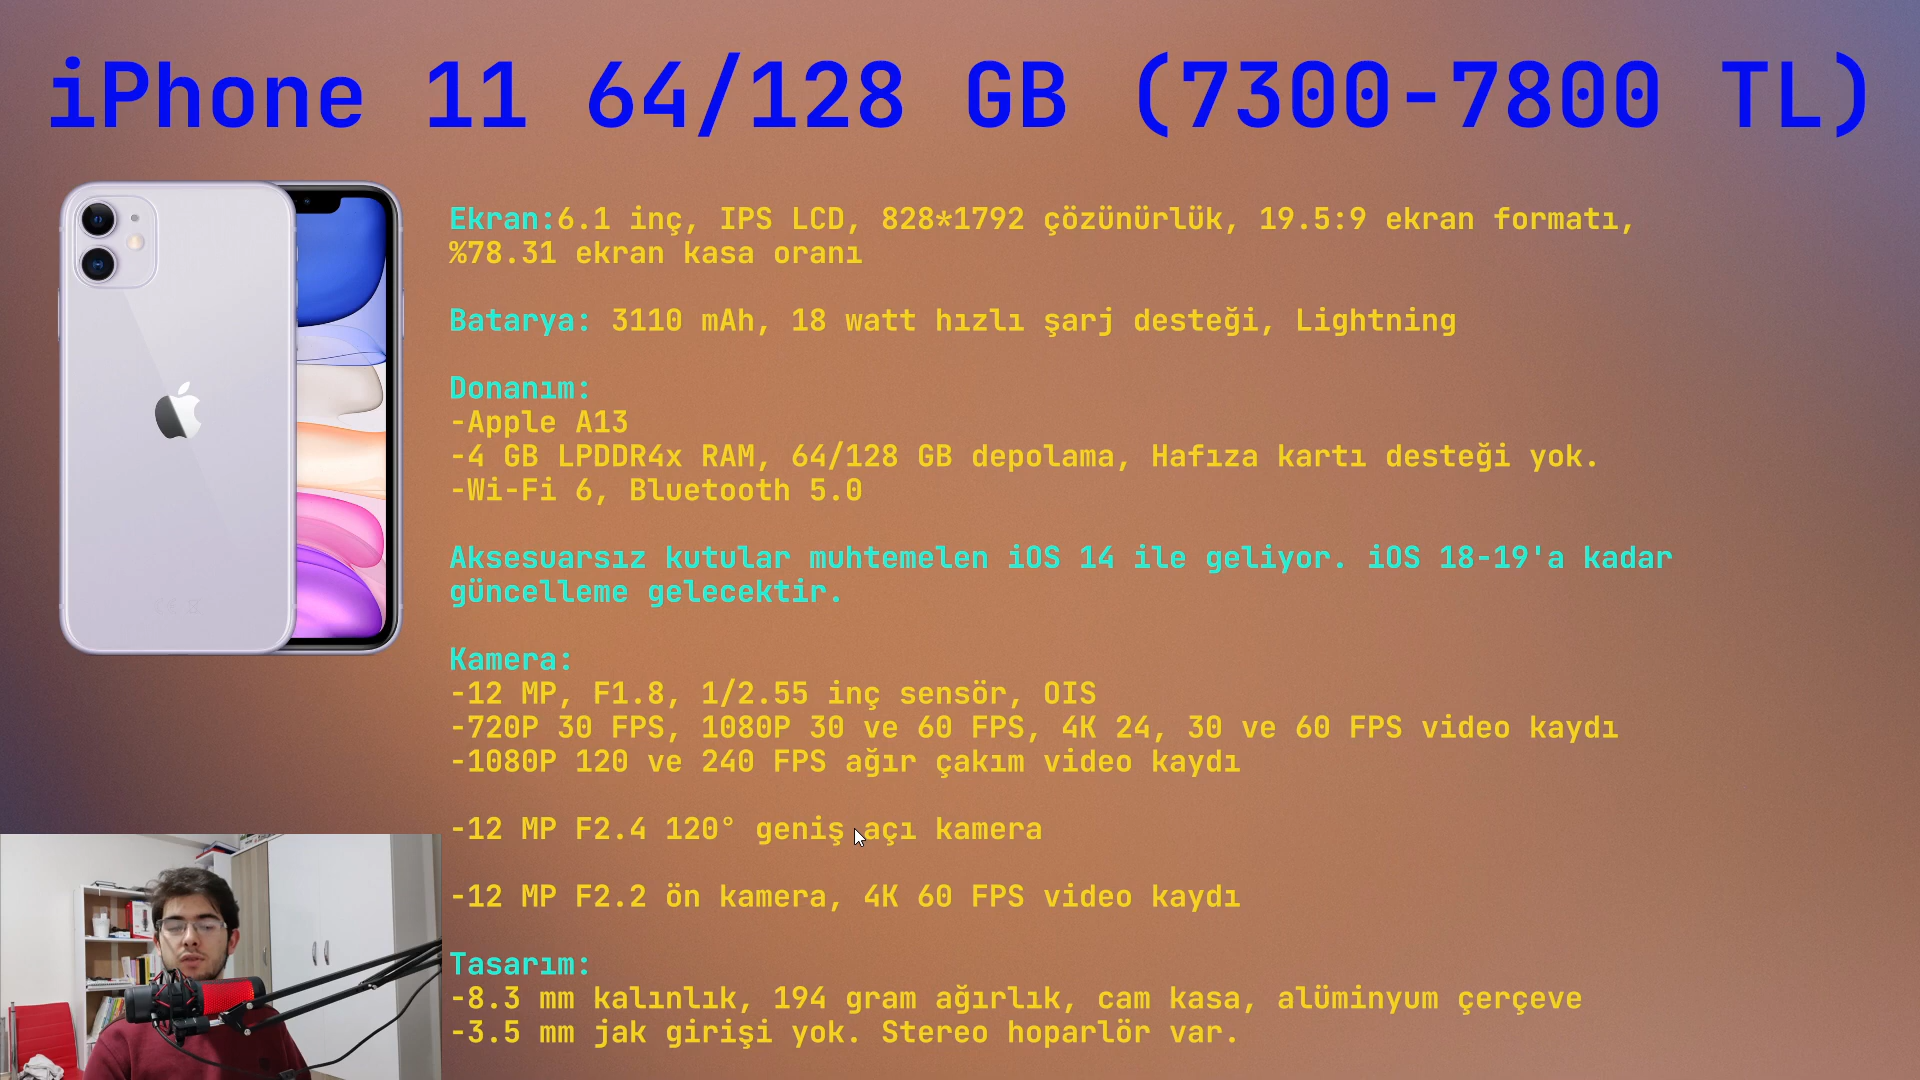 iPhone 11 64/128 GB (7300-7800 TL)
Ekran:6.1 inç, IPS LCD, 828*1792 çözünürlük, 19.5:9 ekran formatı,
%78.31 ekran kasa oranı
Batarya: 3110 mAh, 18 watt hızlı şarj desteği, Lightning
Donanım:
-Apple A13
-4 GB LPDDR4x RAM, 64/128 GB depolama, Hafıza kartı desteği yok.
-Wi-Fi 6, Bluetooth 5.0
Aksesuarsız kutular muhtemelen iOS 14 ile geliyor. iOS 18-19'a kadar
güncelleme gelecektir.
Kamera:
-12 MP, F1.8, 1/2.55 inç sensör, OIS
-720P 30 FPS, 1080P 30 ve 60 FPS, 4K 24, 30 ve 60 FPS video kaydı
-1080P 120 ve 240 FPS ağır çakım video kaydı
-12 MP F2.4 120° geniş açı kamera
-12 MP F2.2 ön kamera, 4K 60 FPS video kaydı
Tasarım:
-8.3 mm kalınlık, 194 gram ağırlık, cam kasa, alüminyum çerçeve
-3.5 mm jak girişi yok. Stereo hoparlör var.